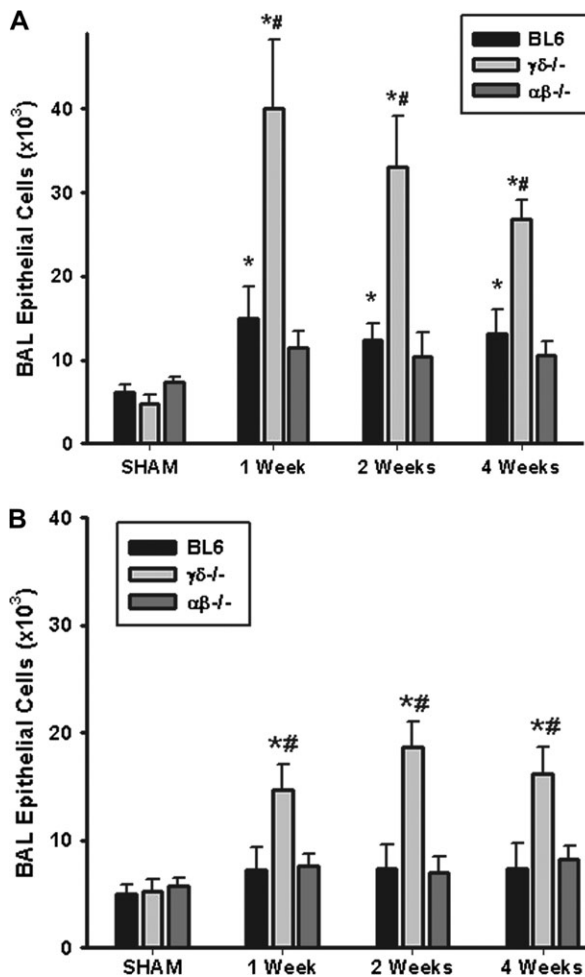 A
BAL Epithelial Cells (x10³)
40
30
20
10
0
BL6
γδ-/-
αβ-/-
*#
*#
*#
*
*
*
SHAM
1 Week
2 Weeks
4 Weeks
B
BAL Epithelial Cells (x10³)
40
30
20
10
0
BL6
γδ-/-
αβ-/-
*#
*#
*#
SHAM
1 Week
2 Weeks
4 Weeks